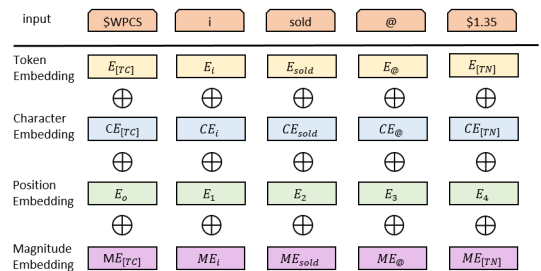 input $WPCS i sold @ $1.35
Token Embedding E[TC] Ei Esold E@ E[TN]
⊕ ⊕ ⊕ ⊕ ⊕
Character Embedding CE[TC] CEi CEsold CE@ CE[TN]
⊕ ⊕ ⊕ ⊕ ⊕
Position Embedding Eo E1 E2 E3 E4
⊕ ⊕ ⊕ ⊕ ⊕
Magnitude Embedding ME[TC] MEi MEsold ME@ ME[TN]